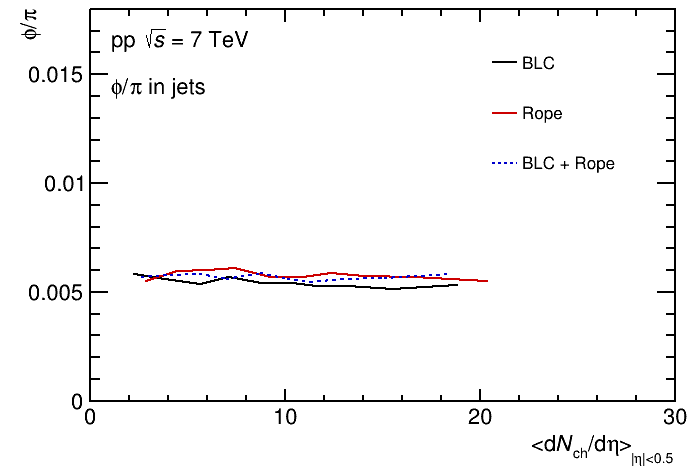 ϕ/π
pp √s = 7 TeV
ϕ/π in jets
BLC
Rope
BLC + Rope
0.015
0.01
0.005
0
0 10 20 30
<dN_ch/dη>_|η|<0.5